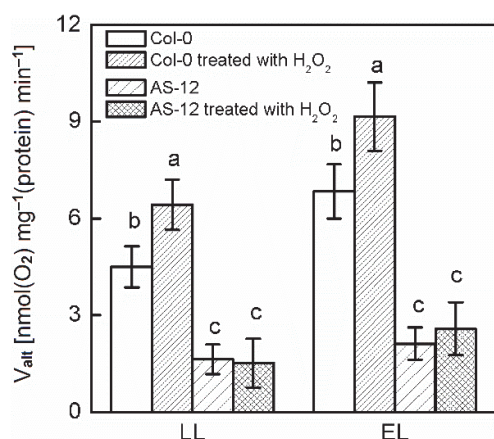 12
9
6
3
0
V_alt [nmol(O₂) mg⁻¹(protein) min⁻¹]
Col-0
Col-0 treated with H₂O₂
AS-12
AS-12 treated with H₂O₂
b
a
c
c
b
a
c
c
LL
EL